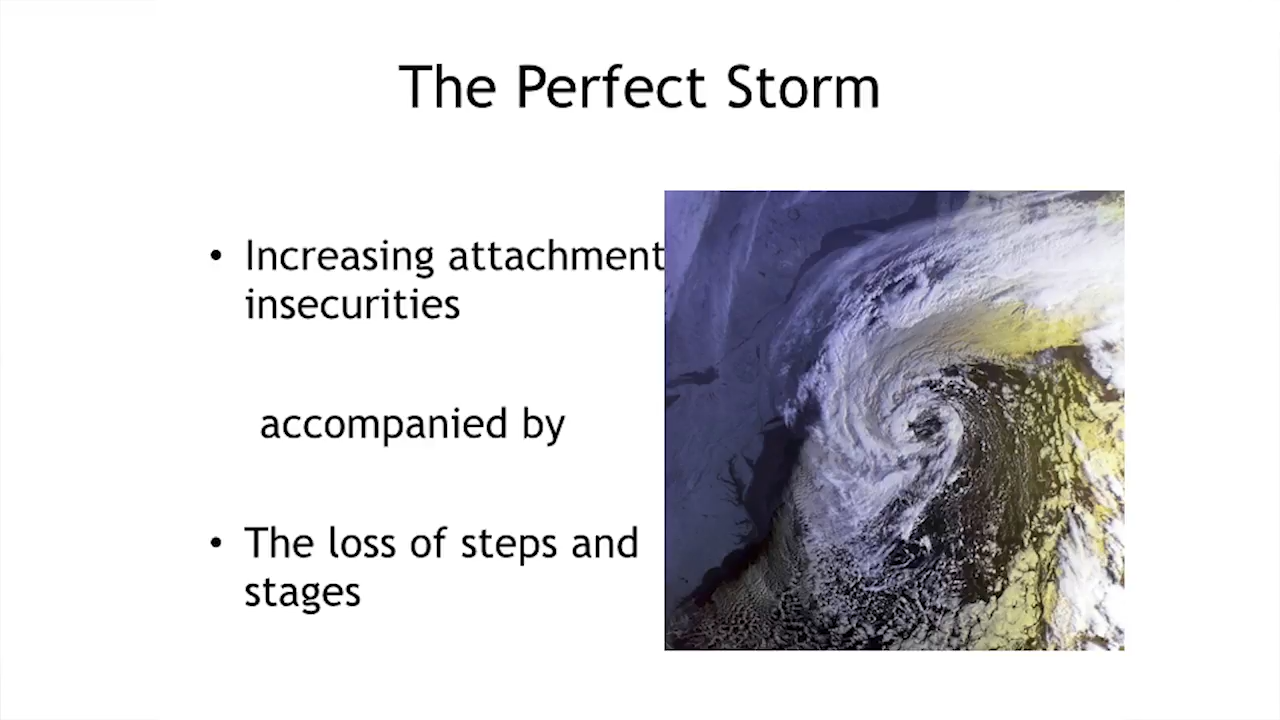 The Perfect Storm
• Increasing attachment
insecurities
accompanied by
• The loss of steps and
stages